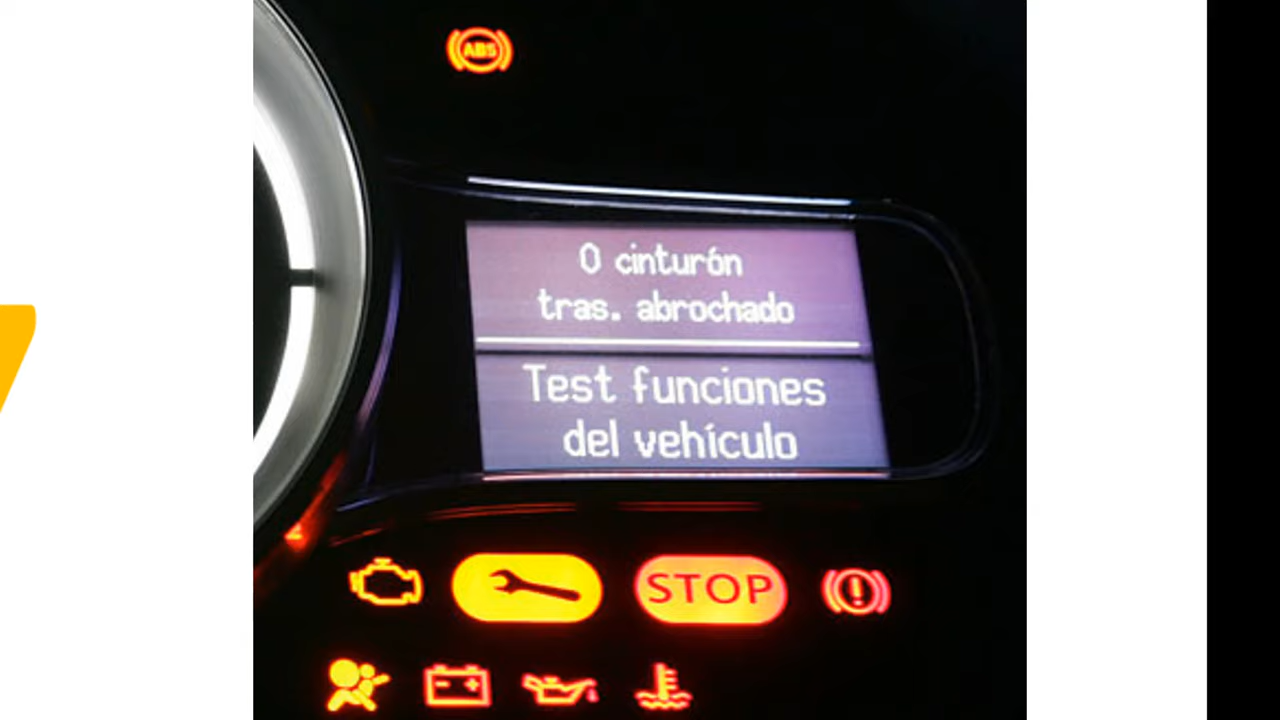 ABS
0 cinturón
tras. abrochado
Test funciones
del vehículo
STOP